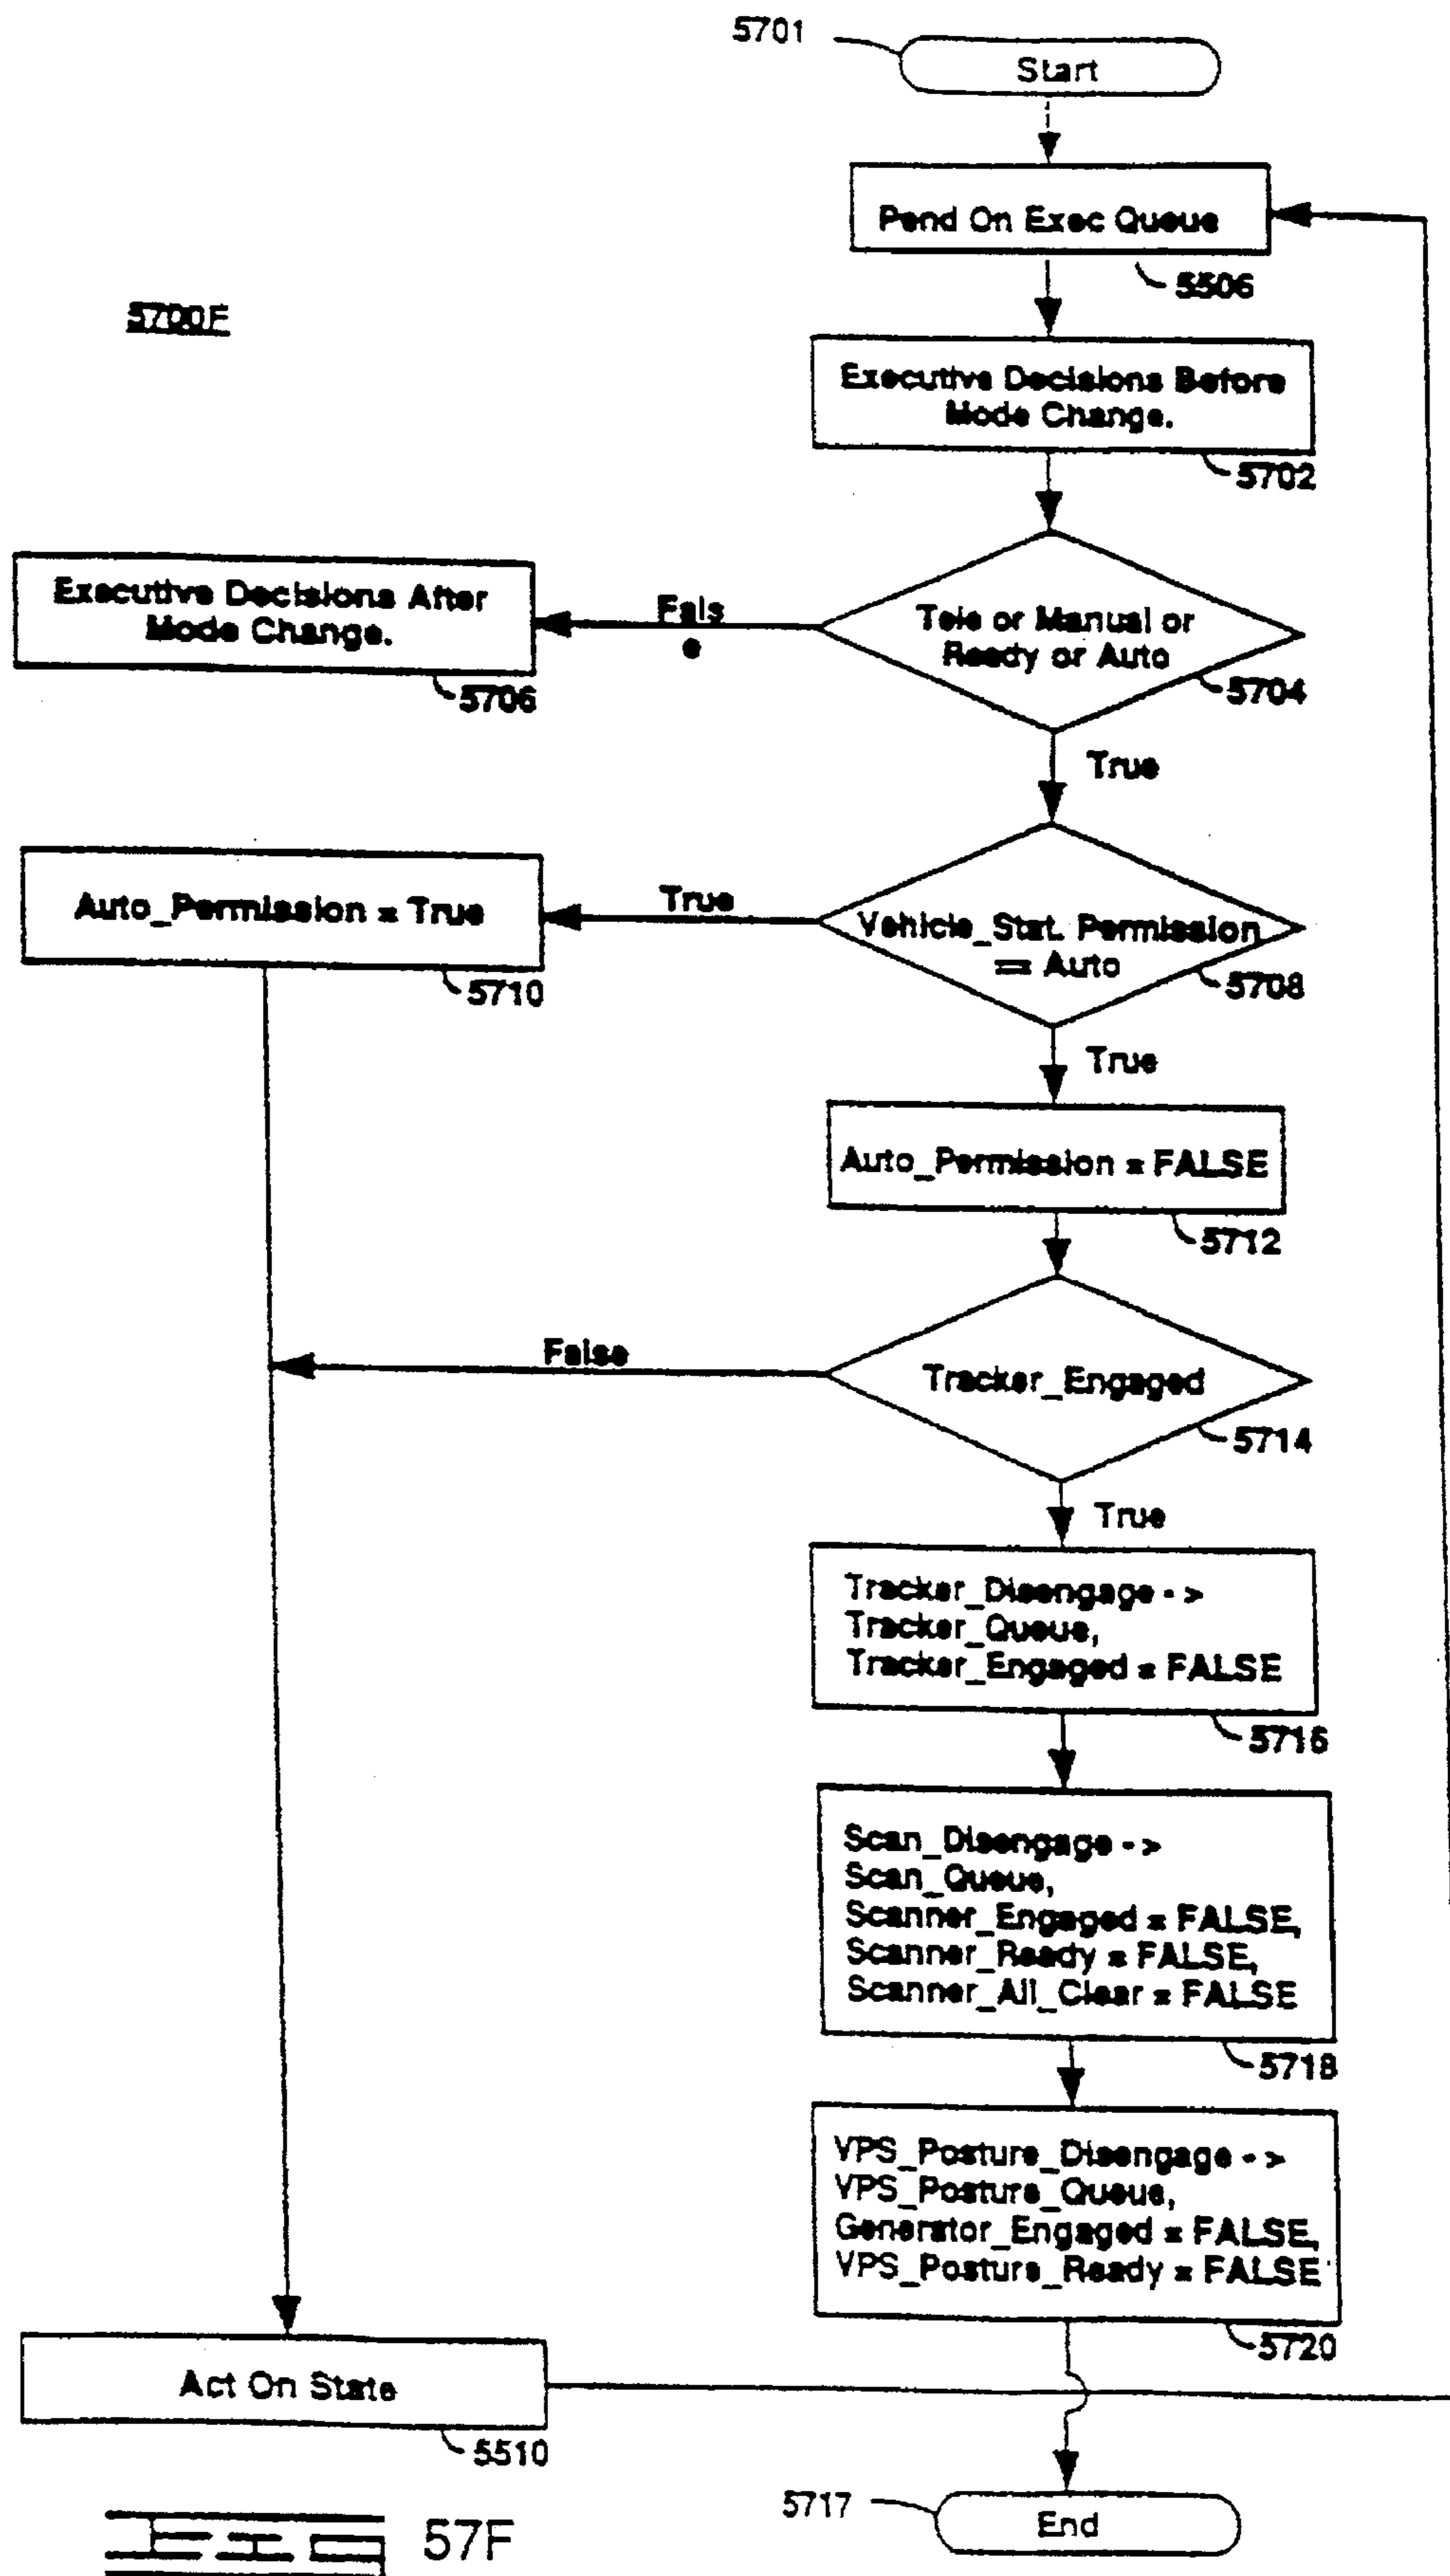 5701
Start
Pend On Exec Queue
5506
5700F
Executive Decisions Before
Mode Change.
5702
Executive Decisions After
Mode Change.
5706
Fals
e
Tele or Manual or
Ready or Auto
5704
True
Auto_Permission = True
5710
True
Vehicle_Stat. Permission
== Auto
5708
True
Auto_Permission = FALSE
5712
False
Tracker_Engaged
5714
True
Tracker_Disengage - >
Tracker_Queue,
Tracker_Engaged = FALSE
5716
Scan_Disengage - >
Scan_Queue,
Scanner_Engaged = FALSE,
Scanner_Ready = FALSE,
Scanner_All_Clear = FALSE
5718
VPS_Posture_Disengage - >
VPS_Posture_Queue,
Generator_Engaged = FALSE,
VPS_Posture_Ready = FALSE
5720
Act On State
5510
5717
End
57F